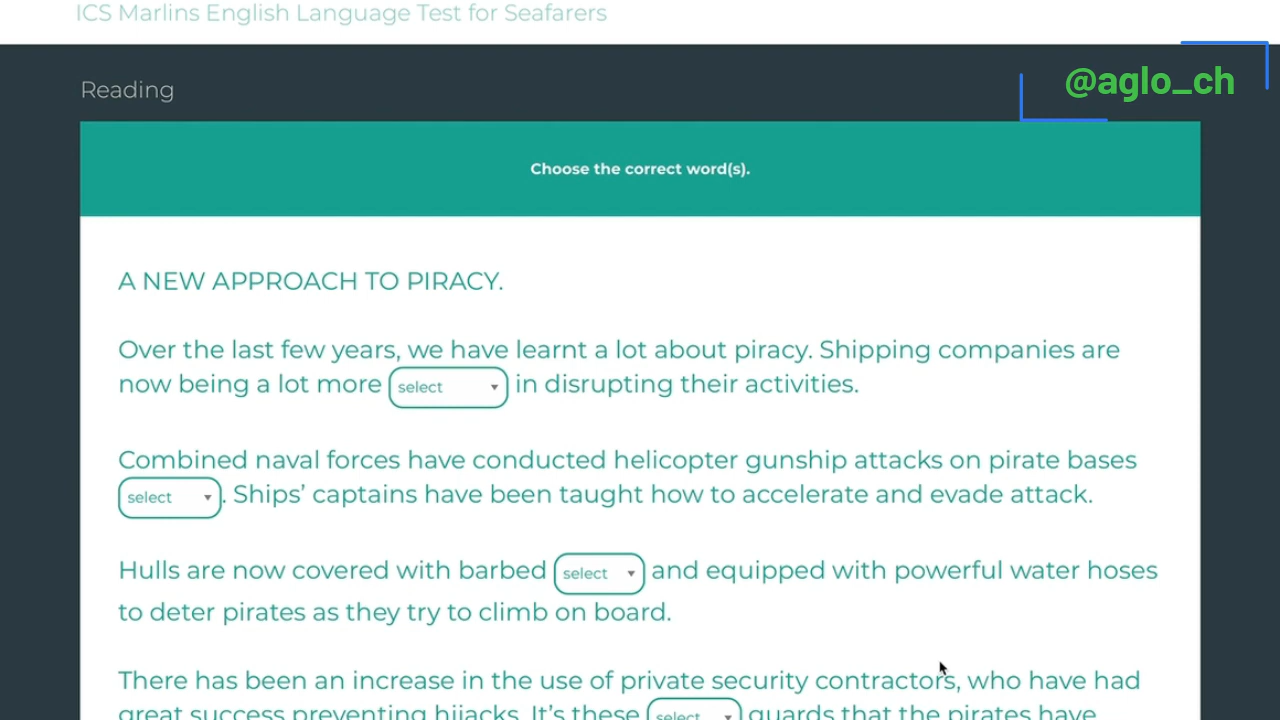 ICS Marlins English Language Test for Seafarers
Reading
@aglo_ch
Choose the correct word(s).
A NEW APPROACH TO PIRACY.
Over the last few years, we have learnt a lot about piracy. Shipping companies are
now being a lot more select in disrupting their activities.
Combined naval forces have conducted helicopter gunship attacks on pirate bases
select . Ships’ captains have been taught how to accelerate and evade attack.
Hulls are now covered with barbed select and equipped with powerful water hoses
to deter pirates as they try to climb on board.
There has been an increase in the use of private security contractors, who have had
great success preventing hijacks. It’s these select guards that the pirates have